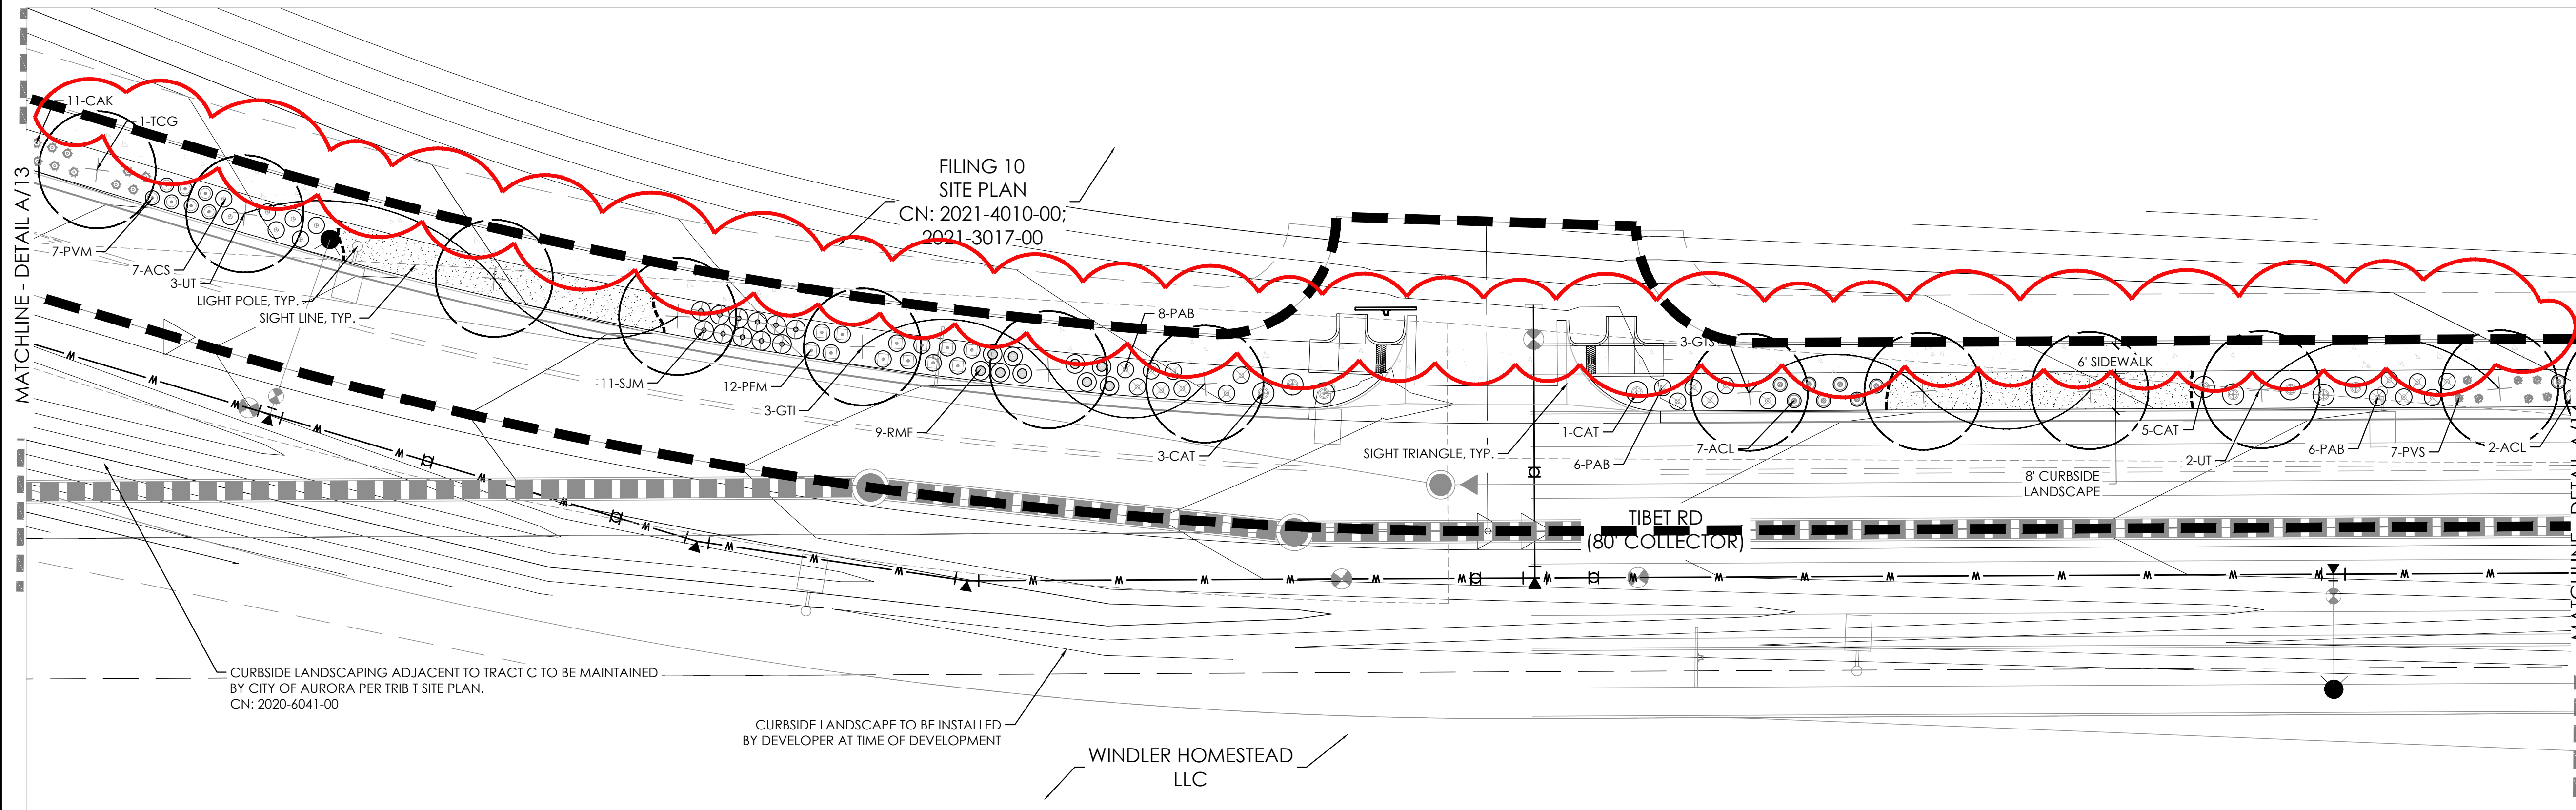 11-CAK
1-TCG
MATCHLINE - DETAIL A/13
7-PVM
7-ACS
3-UT
LIGHT POLE, TYP.
SIGHT LINE, TYP.
FILING 10
SITE PLAN
CN: 2021-4010-00;
2021-3017-00
8-PAB
11-SJM
12-PFM
3-GTI
9-RMF
3-CAT
SIGHT TRIANGLE, TYP.
3-GTS
1-CAT
6-PAB
7-ACL
6' SIDEWALK
5-CAT
2-UT
6-PAB
7-PVS
2-ACL
8' CURBSIDE
LANDSCAPE
TIBET RD
(80' COLLECTOR)
W W W W W W W W W W W W W W W W W W W W W W W W W W W
CURBSIDE LANDSCAPING ADJACENT TO TRACT C TO BE MAINTAINED
BY CITY OF AURORA PER TRIB T SITE PLAN.
CN: 2020-6041-00
CURBSIDE LANDSCAPE TO BE INSTALLED
BY DEVELOPER AT TIME OF DEVELOPMENT
WINDLER HOMESTEAD
LLC